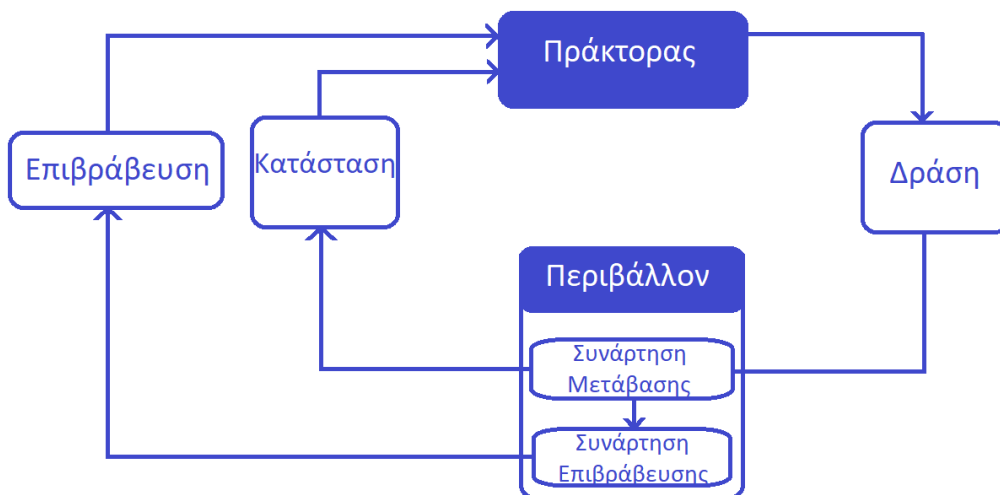 Πράκτορας
Επιβράβευση
Κατάσταση
Δράση
Περιβάλλον
Συνάρτηση
Μετάβασης
Συνάρτηση
Επιβράβευσης